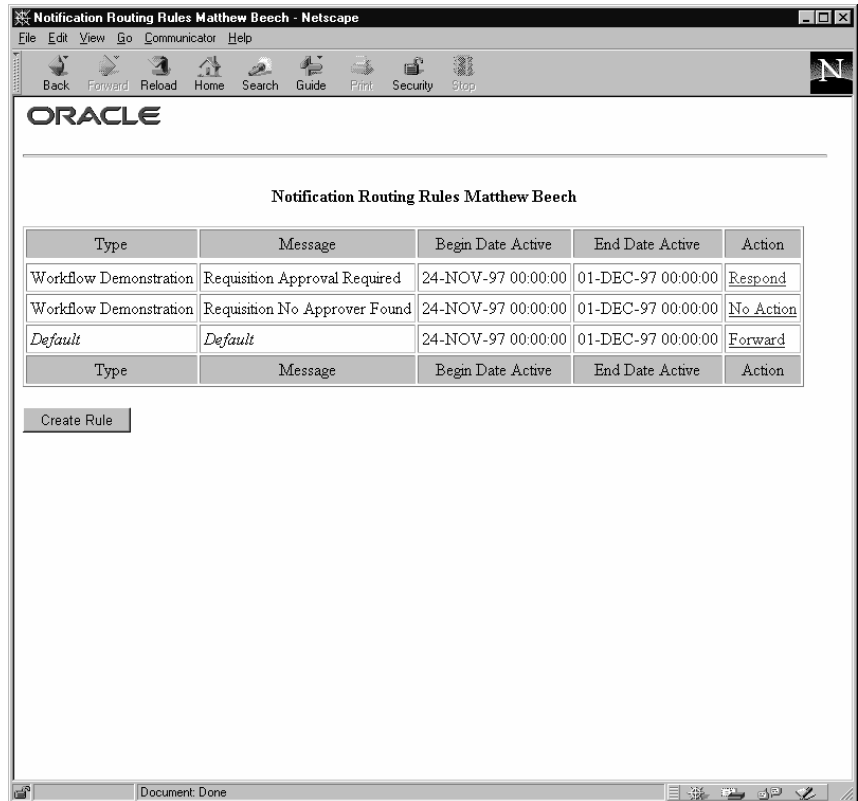 Notification Routing Rules Matthew Beech - Netscape
File Edit View Go Communicator Help
Back Forward Reload Home Search Guide Print Security Stop
N
ORACLE
Notification Routing Rules Matthew Beech
Type Message Begin Date Active End Date Active Action
Workflow Demonstration Requisition Approval Required 24-NOV-97 00:00:00 01-DEC-97 00:00:00 Respond
Workflow Demonstration Requisition No Approver Found 24-NOV-97 00:00:00 01-DEC-97 00:00:00 No Action
Default Default 24-NOV-97 00:00:00 01-DEC-97 00:00:00 Forward
Type Message Begin Date Active End Date Active Action
Create Rule
Document: Done